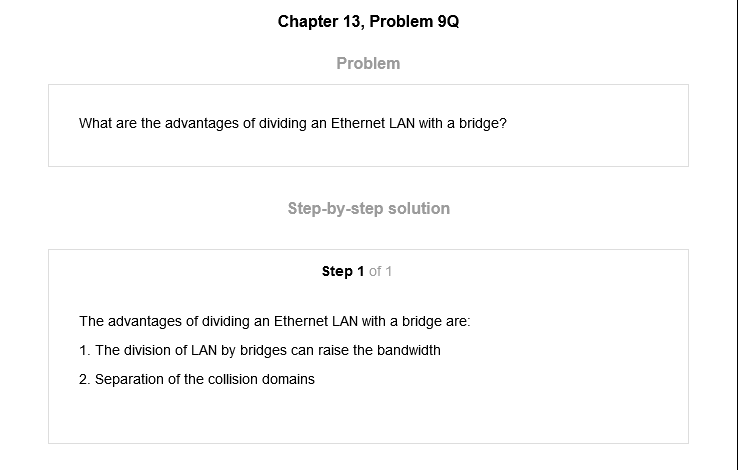 Chapter 13, Problem 9Q
Problem
What are the advantages of dividing an Ethernet LAN with a bridge?
Step-by-step solution
Step 1 of 1
The advantages of dividing an Ethernet LAN with a bridge are:
1. The division of LAN by bridges can raise the bandwidth
2. Separation of the collision domains